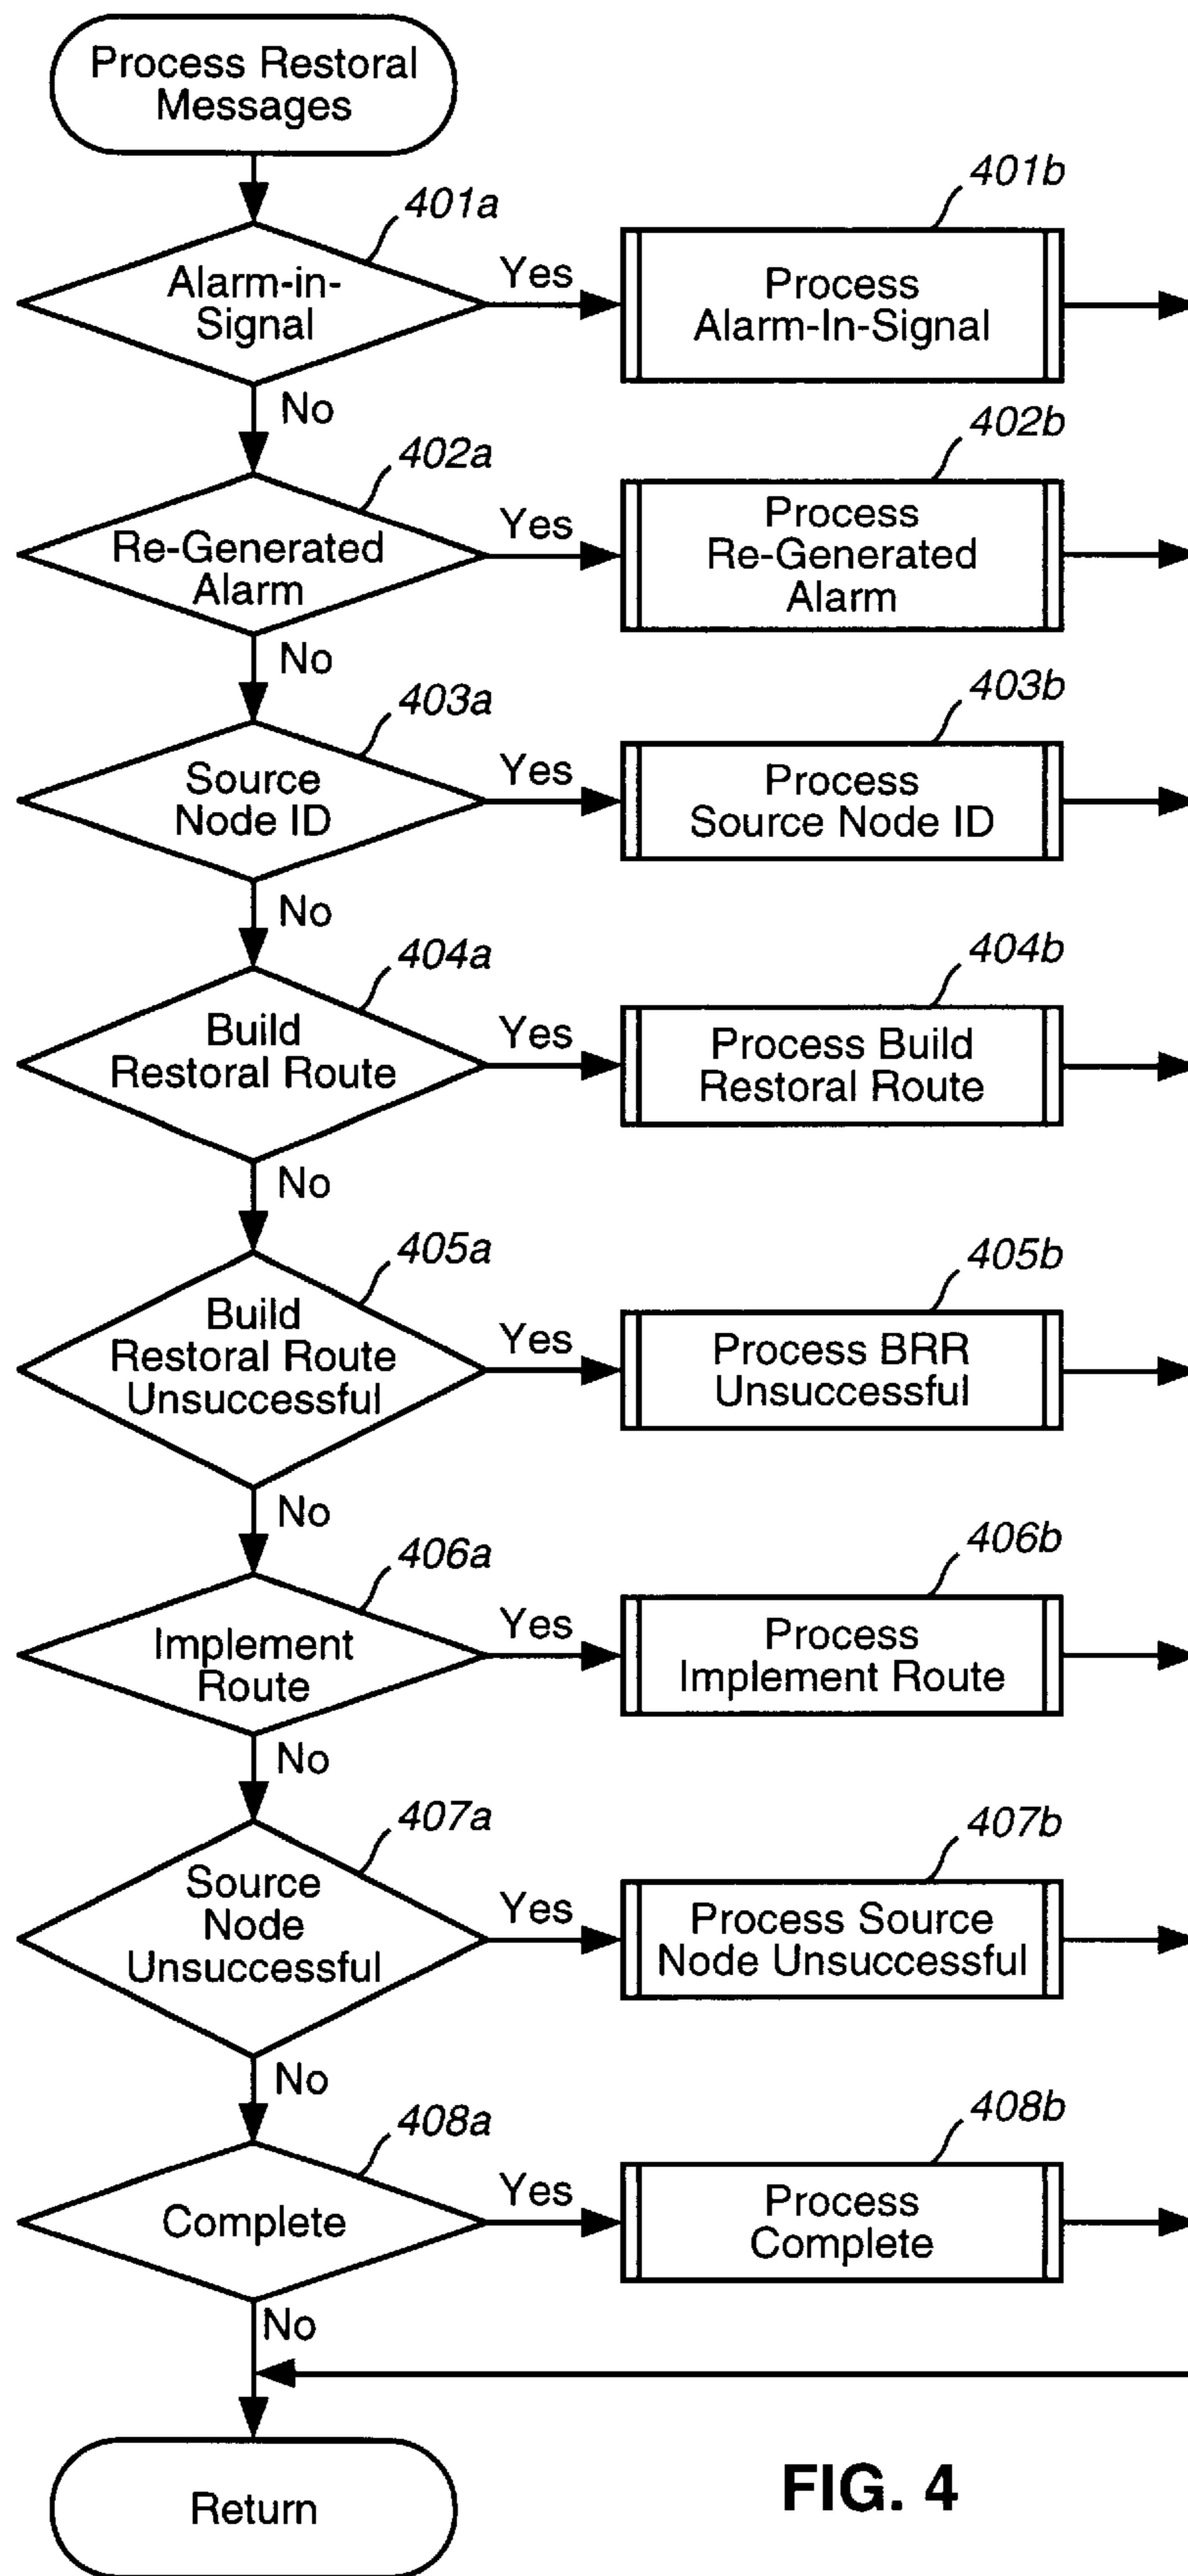 Process Restoral
Messages
401a
401b
Alarm-in-
Signal
Yes
Process
Alarm-In-Signal
No
402a
402b
Re-Generated
Alarm
Yes
Process
Re-Generated
Alarm
No
403a
403b
Source
Node ID
Yes
Process
Source Node ID
No
404a
404b
Build
Restoral Route
Yes
Process Build
Restoral Route
No
405a
405b
Build
Restoral Route
Unsuccessful
Yes
Process BRR
Unsuccessful
No
406a
406b
Implement
Route
Yes
Process
Implement Route
No
407a
407b
Source
Node
Unsuccessful
Yes
Process Source
Node Unsuccessful
No
408a
408b
Complete
Yes
Process
Complete
No
Return
FIG. 4